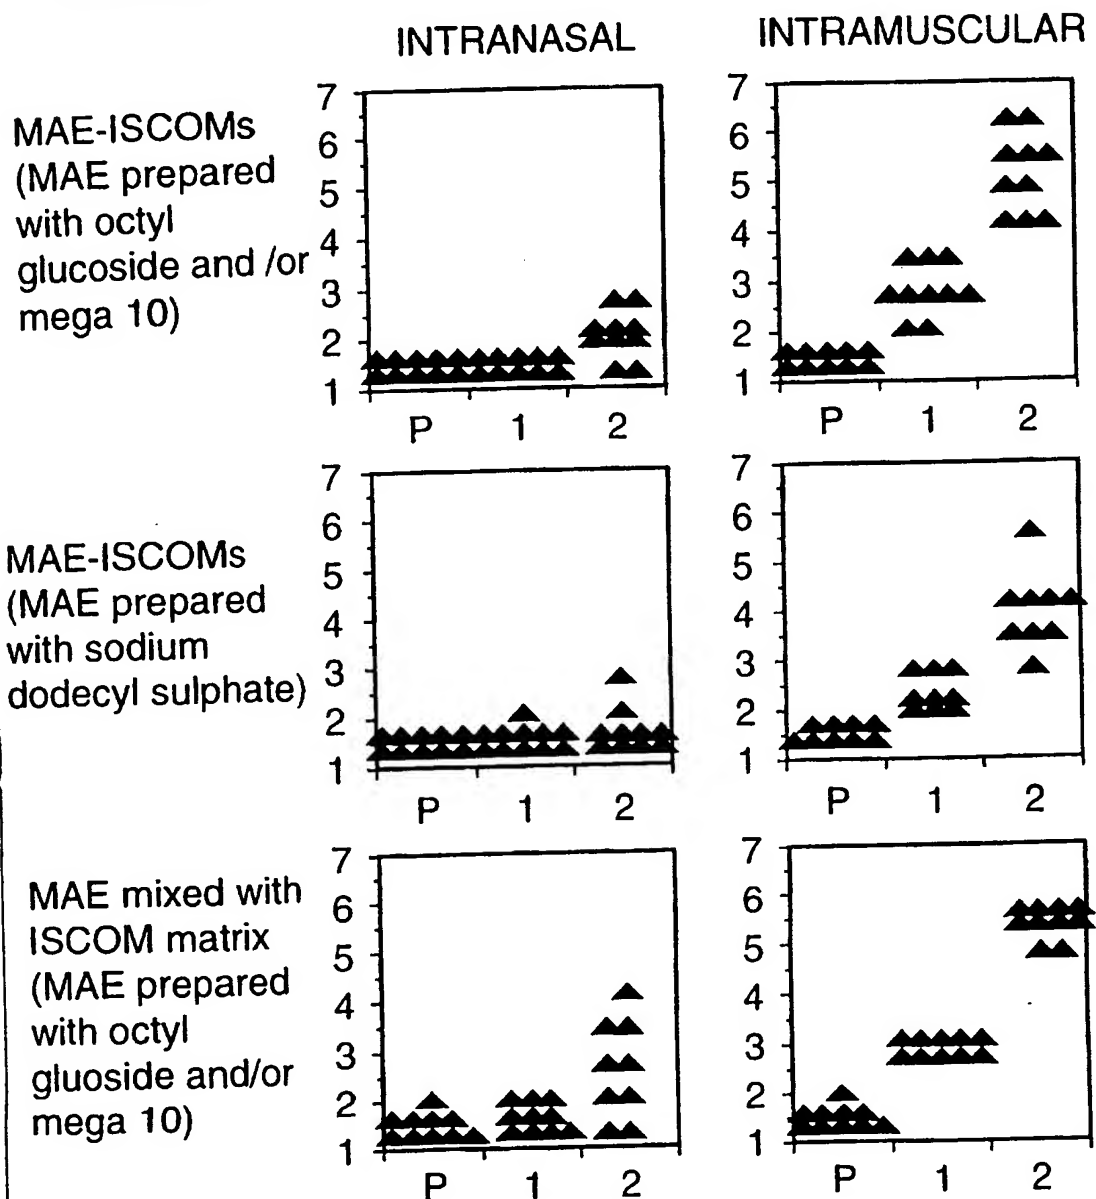 INTRANASAL
INTRAMUSCULAR
MAE-ISCOMs
(MAE prepared
with octyl
glucoside and /or
mega 10)
7
6
5
4
3
2
1
P 1 2
7
6
5
4
3
2
1
P 1 2
MAE-ISCOMs
(MAE prepared
with sodium
dodecyl sulphate)
7
6
5
4
3
2
1
P 1 2
7
6
5
4
3
2
1
P 1 2
MAE mixed with
ISCOM matrix
(MAE prepared
with octyl
gluoside and/or
mega 10)
7
6
5
4
3
2
1
P 1 2
7
6
5
4
3
2
1
P 1 2